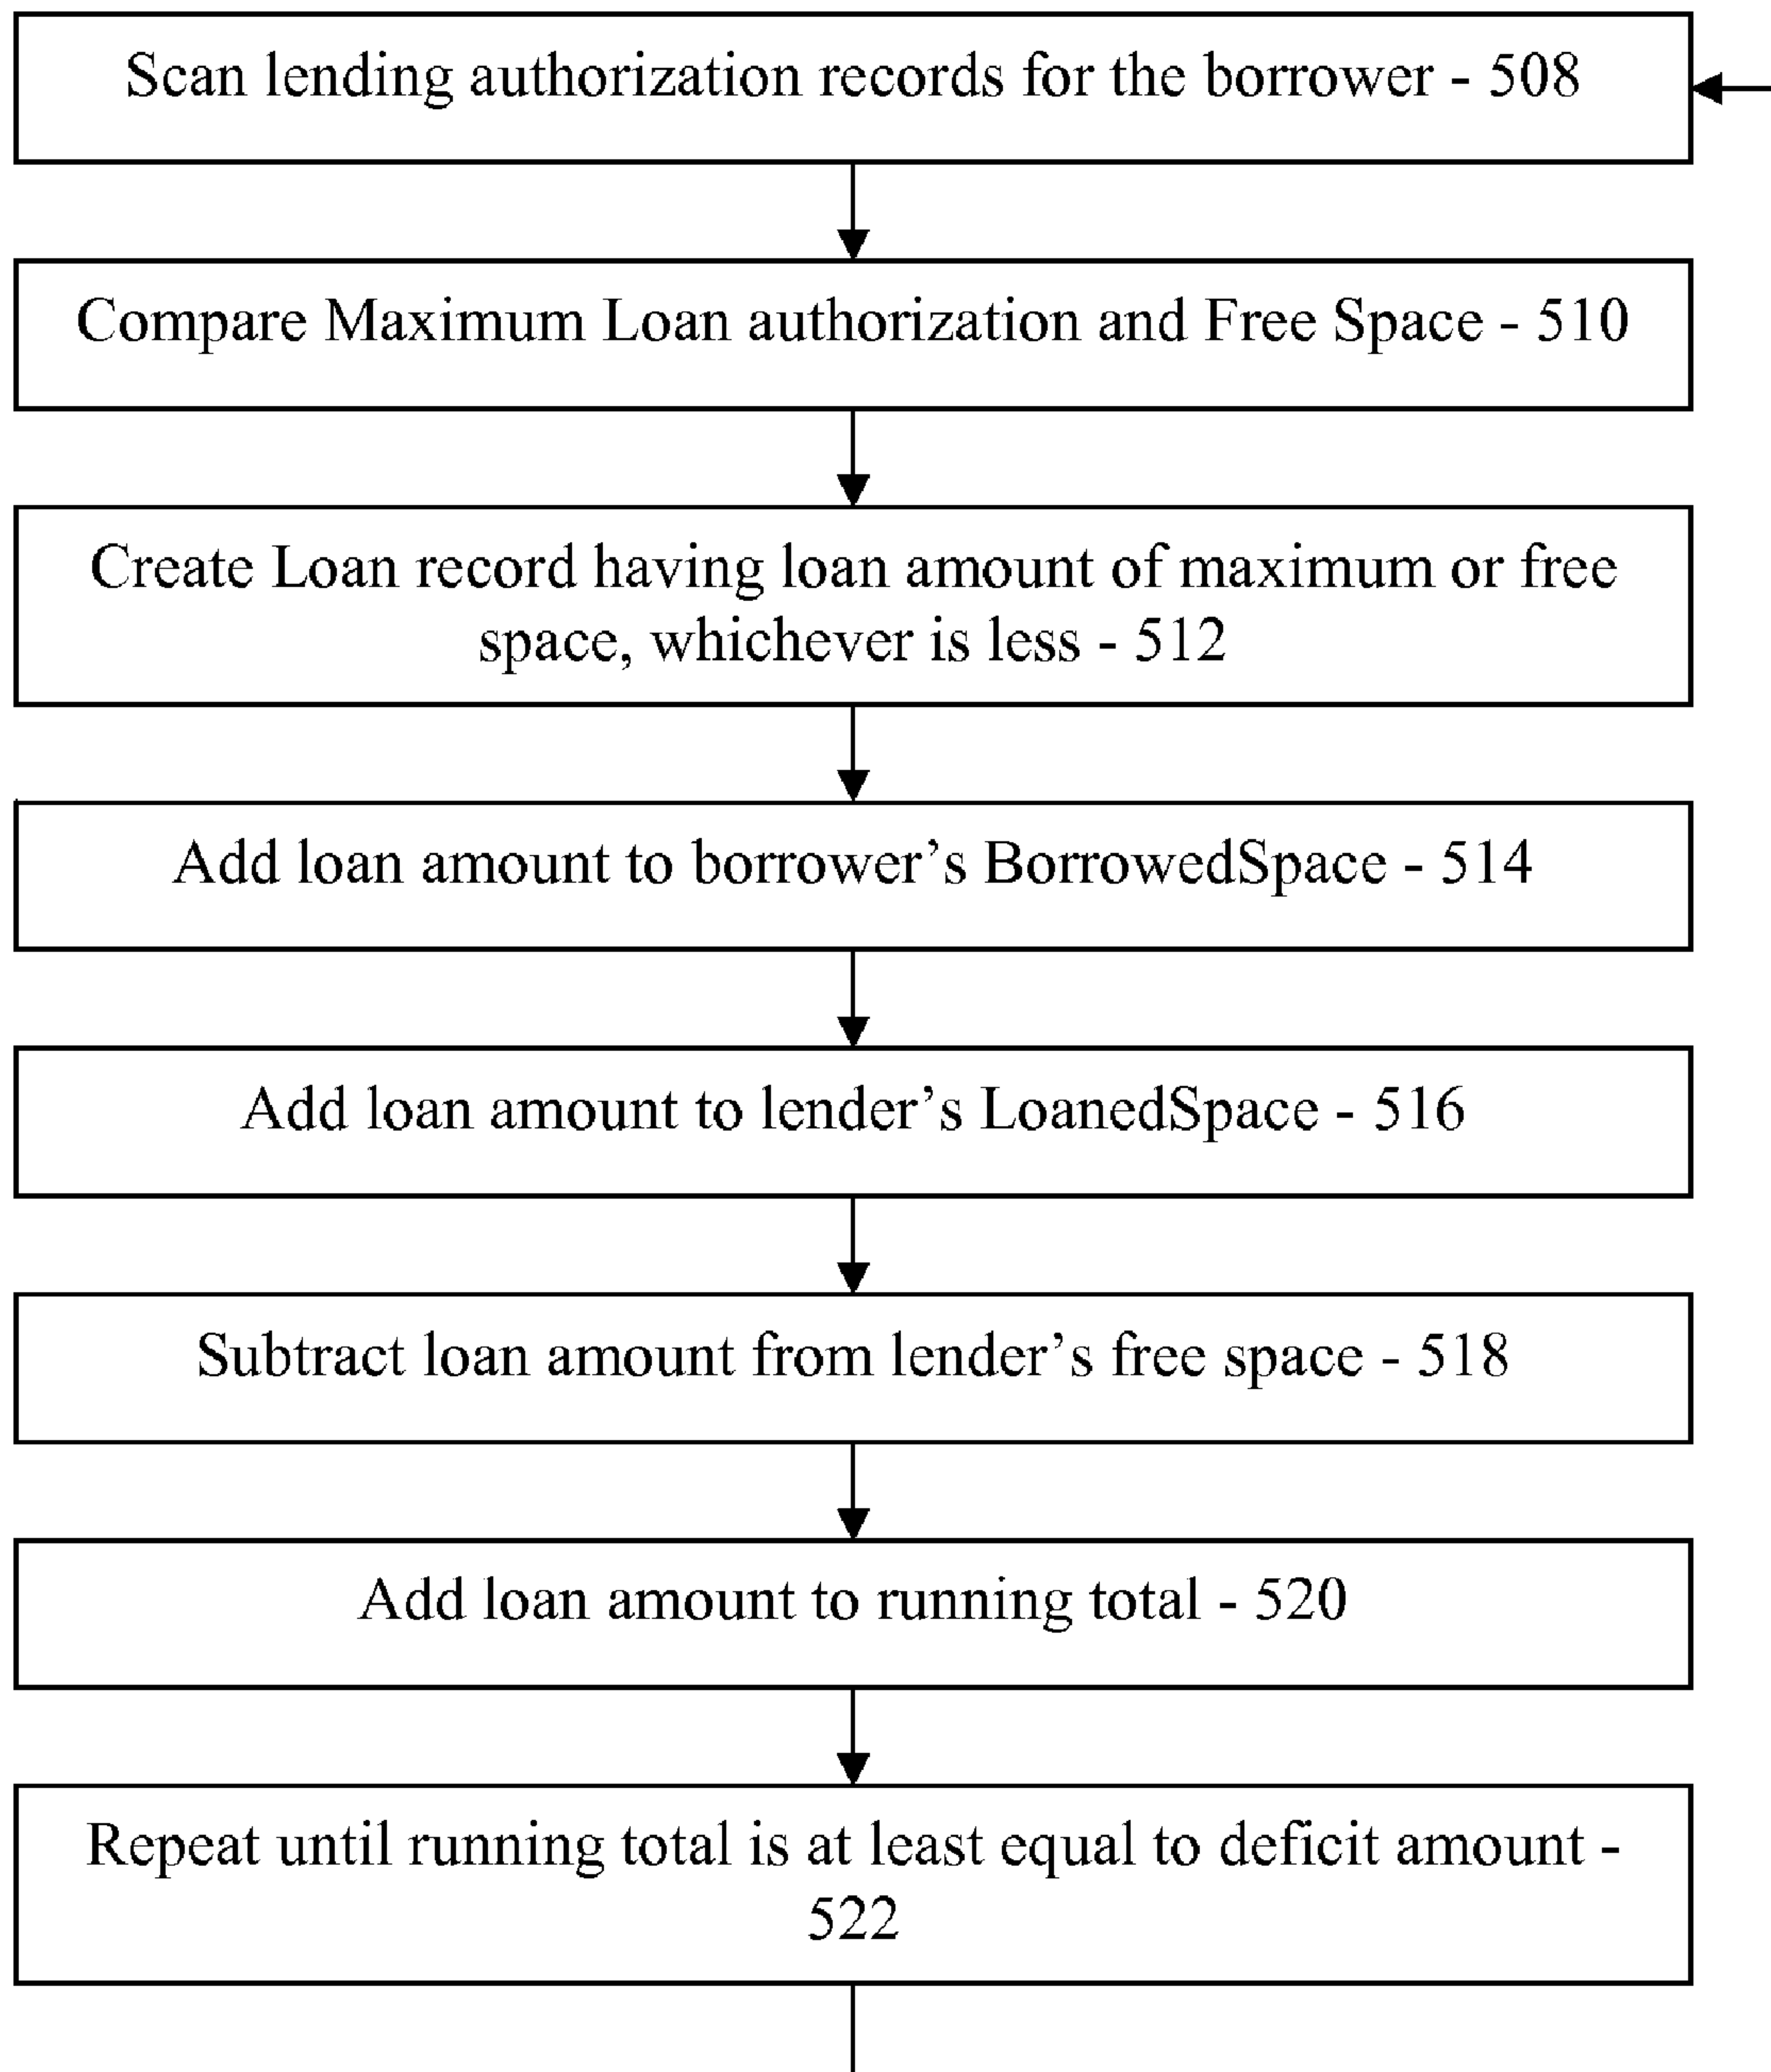 Scan lending authorization records for the borrower - 508
Compare Maximum Loan authorization and Free Space - 510
Create Loan record having loan amount of maximum or free
space, whichever is less - 512
Add loan amount to borrower’s BorrowedSpace - 514
Add loan amount to lender’s LoanedSpace - 516
Subtract loan amount from lender’s free space - 518
Add loan amount to running total - 520
Repeat until running total is at least equal to deficit amount -
522